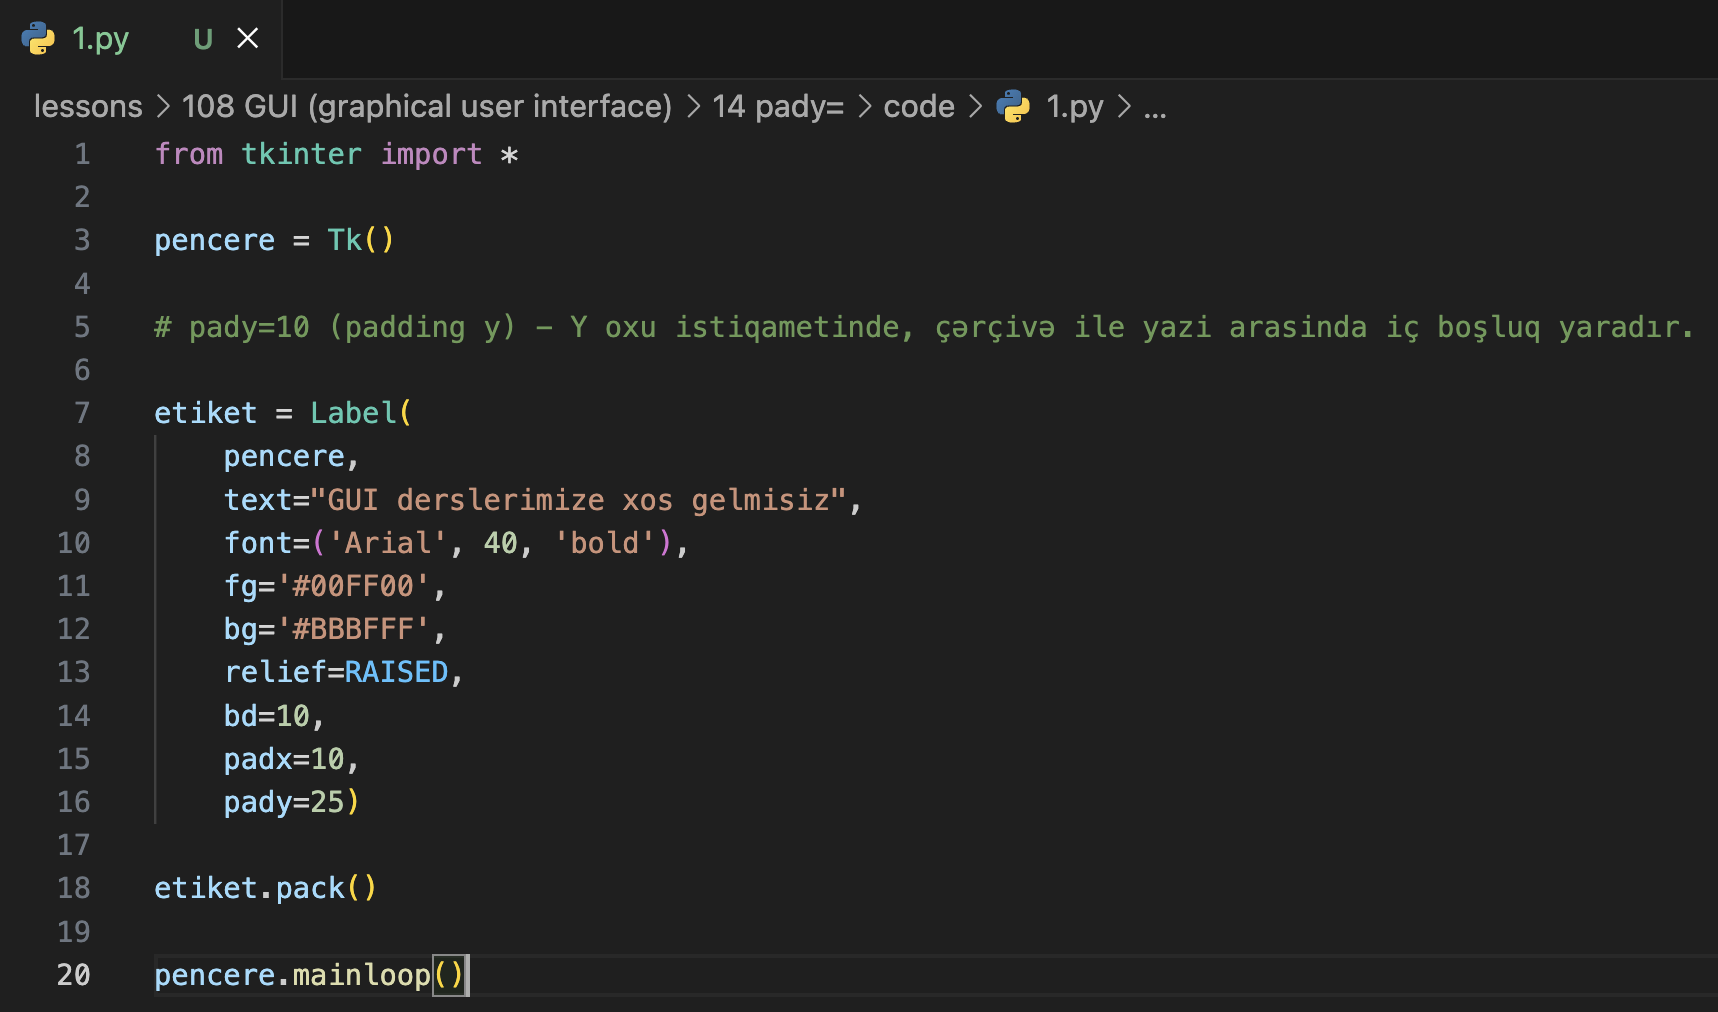 1.py U
lessons > 108 GUI (graphical user interface) > 14 pady= > code > 1.py > ...
1 from tkinter import *
2
3 pencere = Tk()
4
5 # pady=10 (padding y) – Y oxu istiqametinde, çərçivə ile yazi arasinda iç boşluq yaradır.
6
7 etiket = Label(
8     pencere,
9     text="GUI derslerimize xos gelmisiz",
10     font=('Arial', 40, 'bold'),
11     fg='#00FF00',
12     bg='#BBBFFF',
13     relief=RAISED,
14     bd=10,
15     padx=10,
16     pady=25)
17
18 etiket.pack()
19
20 pencere.mainloop()